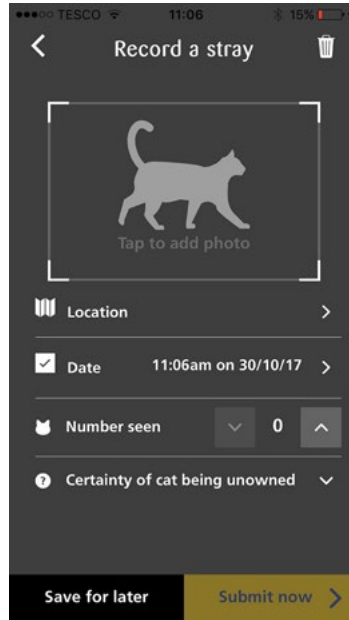 TESCO 11:06 15%
Record a stray
Tap to add photo
Location
Date 11:06am on 30/10/17
Number seen 0
? Certainty of cat being unowned
Save for later Submit now